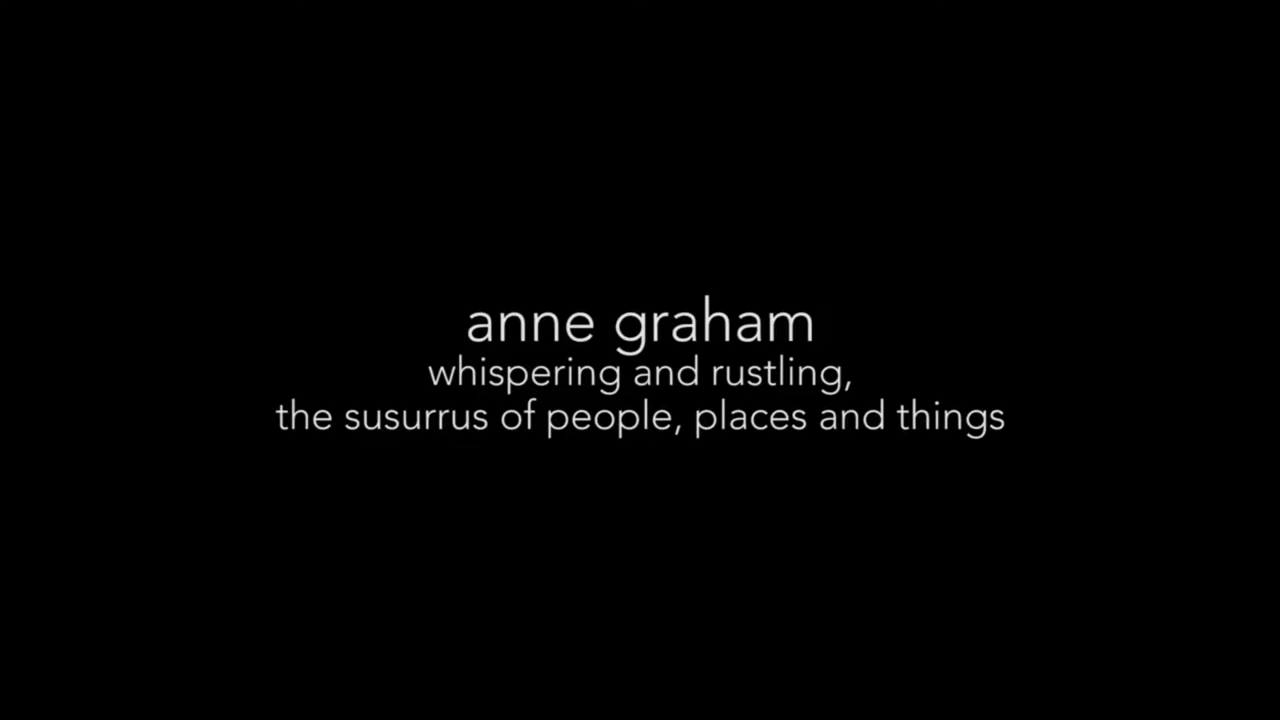 anne graham
whispering and rustling,
the susurrus of people, places and things